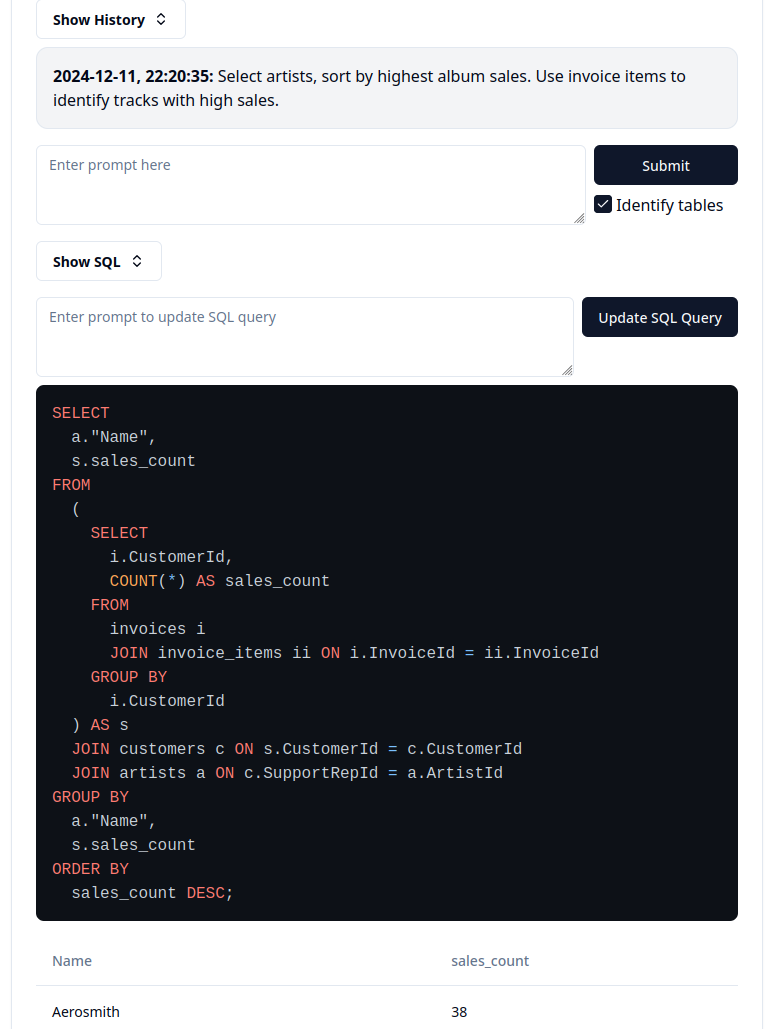 Show History
2024-12-11, 22:20:35: Select artists, sort by highest album sales. Use invoice items to
identify tracks with high sales.
Enter prompt here
Submit
Identify tables
Show SQL
Enter prompt to update SQL query
Update SQL Query
SELECT
  a."Name",
  s.sales_count
FROM
  (
    SELECT
      i.CustomerId,
      COUNT(*) AS sales_count
    FROM
      invoices i
      JOIN invoice_items ii ON i.InvoiceId = ii.InvoiceId
    GROUP BY
      i.CustomerId
  ) AS s
  JOIN customers c ON s.CustomerId = c.CustomerId
  JOIN artists a ON c.SupportRepId = a.ArtistId
GROUP BY
  a."Name",
  s.sales_count
ORDER BY
  sales_count DESC;
Name sales_count
Aerosmith 38